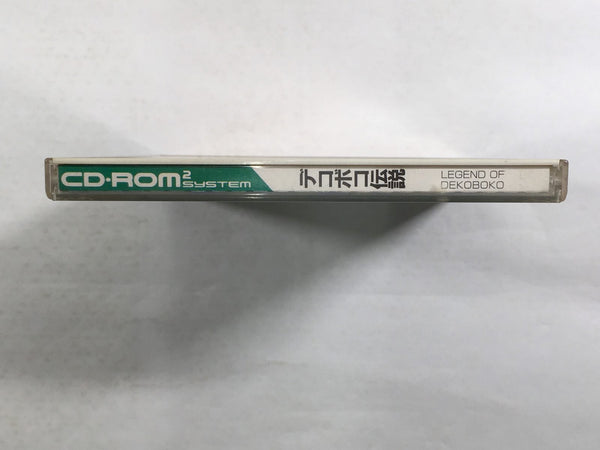 CD-ROM²
SYSTEM
デコボコ伝説
LEGEND OF
DEKOBOKO